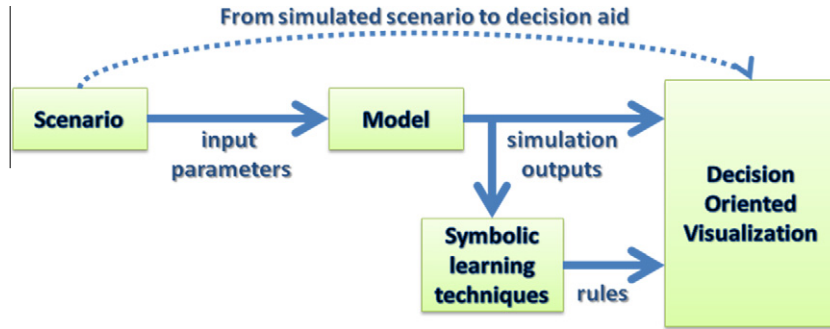 From simulated scenario to decision aid
Scenario
input
parameters
Model
simulation
outputs
Symbolic
learning
techniques
rules
Decision
Oriented
Visualization